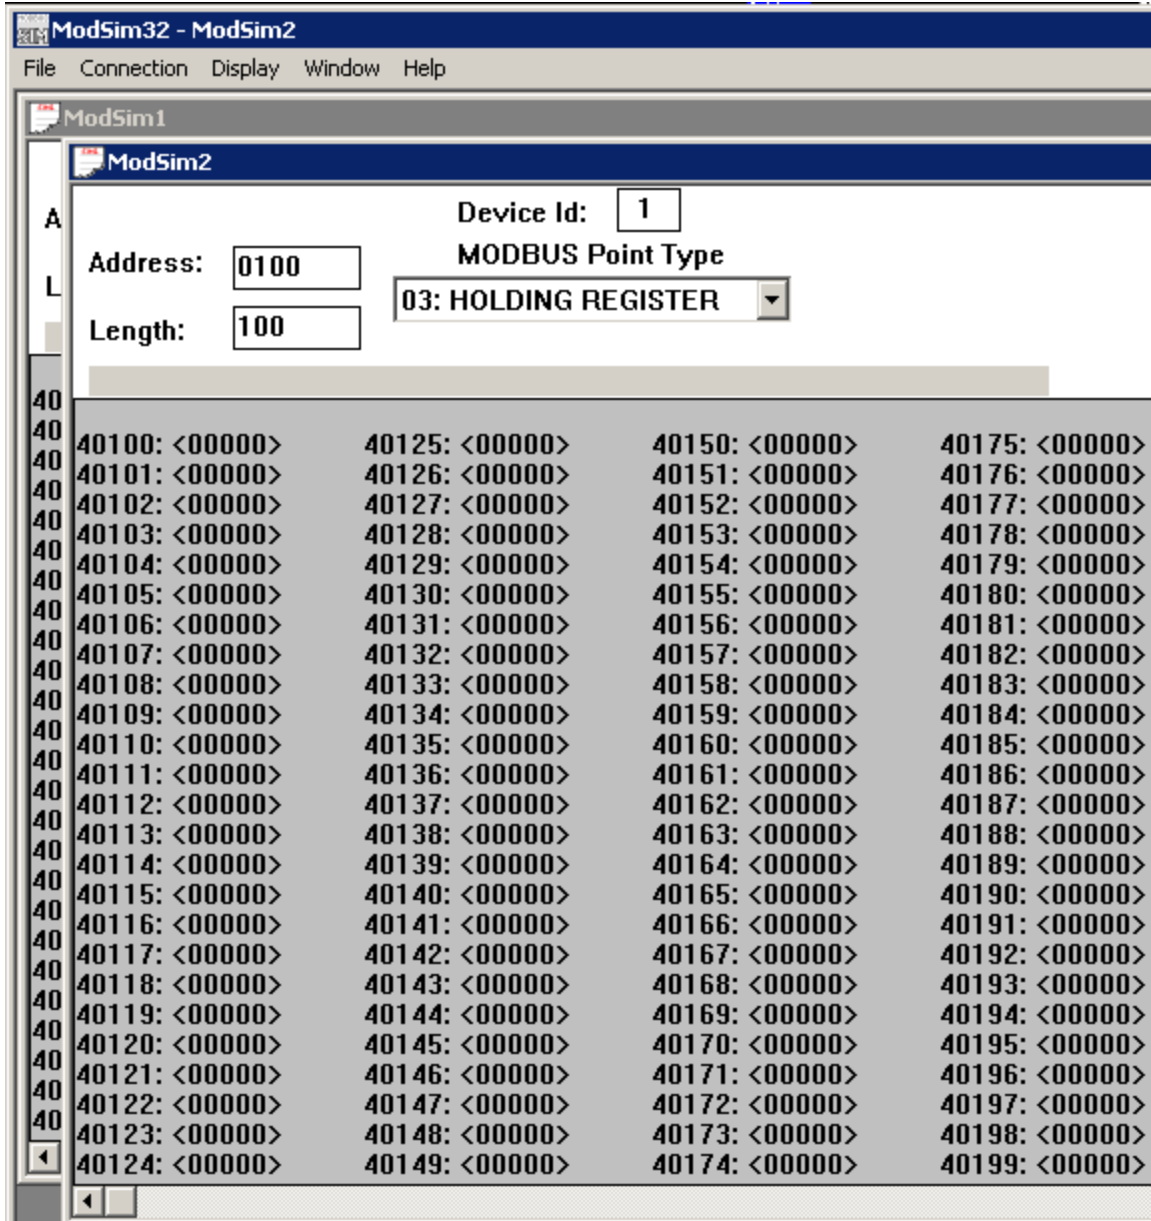 ModSim32 - ModSim2
File Connection Display Window Help
ModSim1
ModSim2
Device Id: 1
Address: 0100
MODBUS Point Type
03: HOLDING REGISTER
Length: 100
40100: <00000> 40125: <00000> 40150: <00000> 40175: <00000>
40101: <00000> 40126: <00000> 40151: <00000> 40176: <00000>
40102: <00000> 40127: <00000> 40152: <00000> 40177: <00000>
40103: <00000> 40128: <00000> 40153: <00000> 40178: <00000>
40104: <00000> 40129: <00000> 40154: <00000> 40179: <00000>
40105: <00000> 40130: <00000> 40155: <00000> 40180: <00000>
40106: <00000> 40131: <00000> 40156: <00000> 40181: <00000>
40107: <00000> 40132: <00000> 40157: <00000> 40182: <00000>
40108: <00000> 40133: <00000> 40158: <00000> 40183: <00000>
40109: <00000> 40134: <00000> 40159: <00000> 40184: <00000>
40110: <00000> 40135: <00000> 40160: <00000> 40185: <00000>
40111: <00000> 40136: <00000> 40161: <00000> 40186: <00000>
40112: <00000> 40137: <00000> 40162: <00000> 40187: <00000>
40113: <00000> 40138: <00000> 40163: <00000> 40188: <00000>
40114: <00000> 40139: <00000> 40164: <00000> 40189: <00000>
40115: <00000> 40140: <00000> 40165: <00000> 40190: <00000>
40116: <00000> 40141: <00000> 40166: <00000> 40191: <00000>
40117: <00000> 40142: <00000> 40167: <00000> 40192: <00000>
40118: <00000> 40143: <00000> 40168: <00000> 40193: <00000>
40119: <00000> 40144: <00000> 40169: <00000> 40194: <00000>
40120: <00000> 40145: <00000> 40170: <00000> 40195: <00000>
40121: <00000> 40146: <00000> 40171: <00000> 40196: <00000>
40122: <00000> 40147: <00000> 40172: <00000> 40197: <00000>
40123: <00000> 40148: <00000> 40173: <00000> 40198: <00000>
40124: <00000> 40149: <00000> 40174: <00000> 40199: <00000>